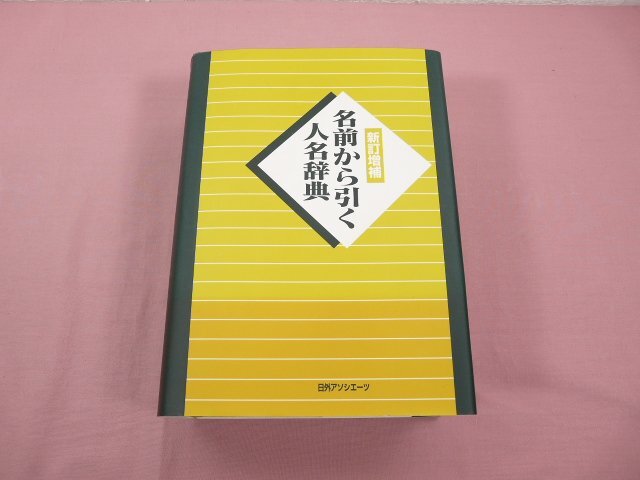 新訂増補
名前から引く
人名辞典
日外アソシエーツ